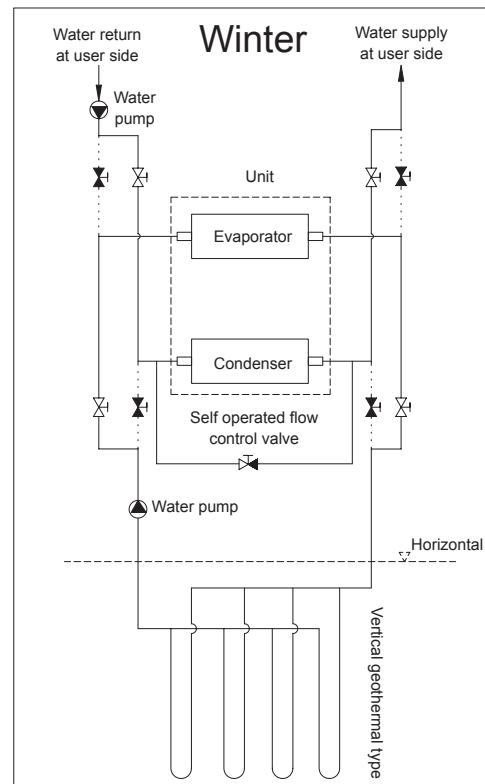 Winter
Water return
at user side
Water supply
at user side
Water
pump
Unit
Evaporator
Condenser
Self operated flow
control valve
Water pump
Horizontal
Vertical geothermal type